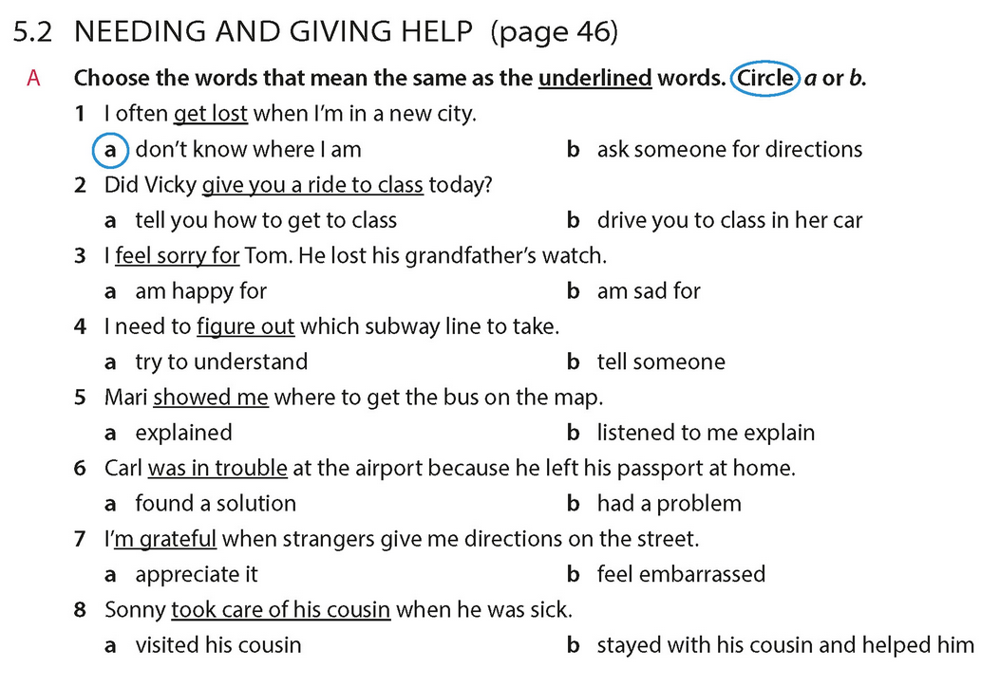 5.2 NEEDING AND GIVING HELP (page 46)
A Choose the words that mean the same as the underlined words. Circle a or b.
1 I often get lost when I’m in a new city.
a don’t know where I am b ask someone for directions
2 Did Vicky give you a ride to class today?
a tell you how to get to class b drive you to class in her car
3 I feel sorry for Tom. He lost his grandfather’s watch.
a am happy for b am sad for
4 I need to figure out which subway line to take.
a try to understand b tell someone
5 Mari showed me where to get the bus on the map.
a explained b listened to me explain
6 Carl was in trouble at the airport because he left his passport at home.
a found a solution b had a problem
7 I’m grateful when strangers give me directions on the street.
a appreciate it b feel embarrassed
8 Sonny took care of his cousin when he was sick.
a visited his cousin b stayed with his cousin and helped him